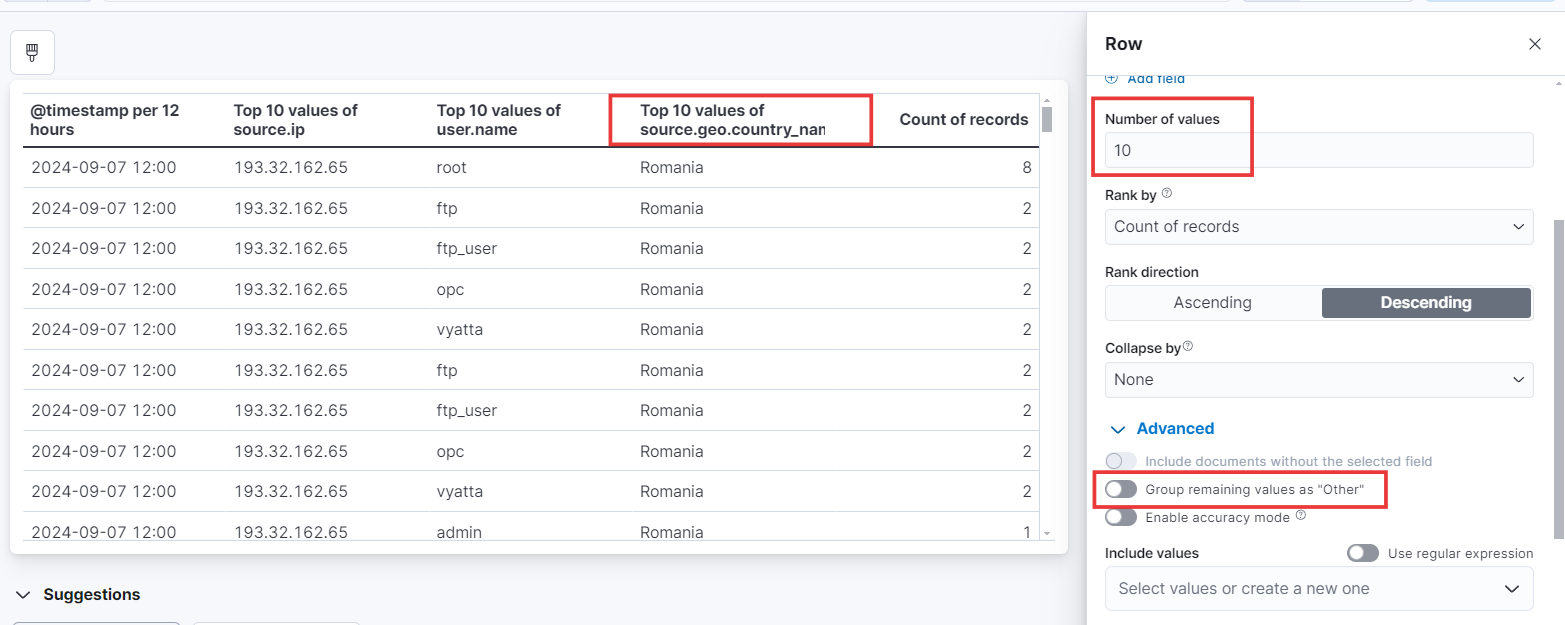 @timestamp per 12 hours
Top 10 values of source.ip
Top 10 values of user.name
Top 10 values of source.geo.country_nan
Count of records
2024-09-07 12:00 193.32.162.65 root Romania 8
2024-09-07 12:00 193.32.162.65 ftp Romania 2
2024-09-07 12:00 193.32.162.65 ftp_user Romania 2
2024-09-07 12:00 193.32.162.65 opc Romania 2
2024-09-07 12:00 193.32.162.65 vyatta Romania 2
2024-09-07 12:00 193.32.162.65 ftp Romania 2
2024-09-07 12:00 193.32.162.65 ftp_user Romania 2
2024-09-07 12:00 193.32.162.65 opc Romania 2
2024-09-07 12:00 193.32.162.65 vyatta Romania 2
2024-09-07 12:00 193.32.162.65 admin Romania 1
Suggestions
Row
Add field
Number of values
10
Rank by
Count of records
Rank direction
Ascending Descending
Collapse by
None
Advanced
Include documents without the selected field
Group remaining values as "Other"
Enable accuracy mode
Include values Use regular expression
Select values or create a new one